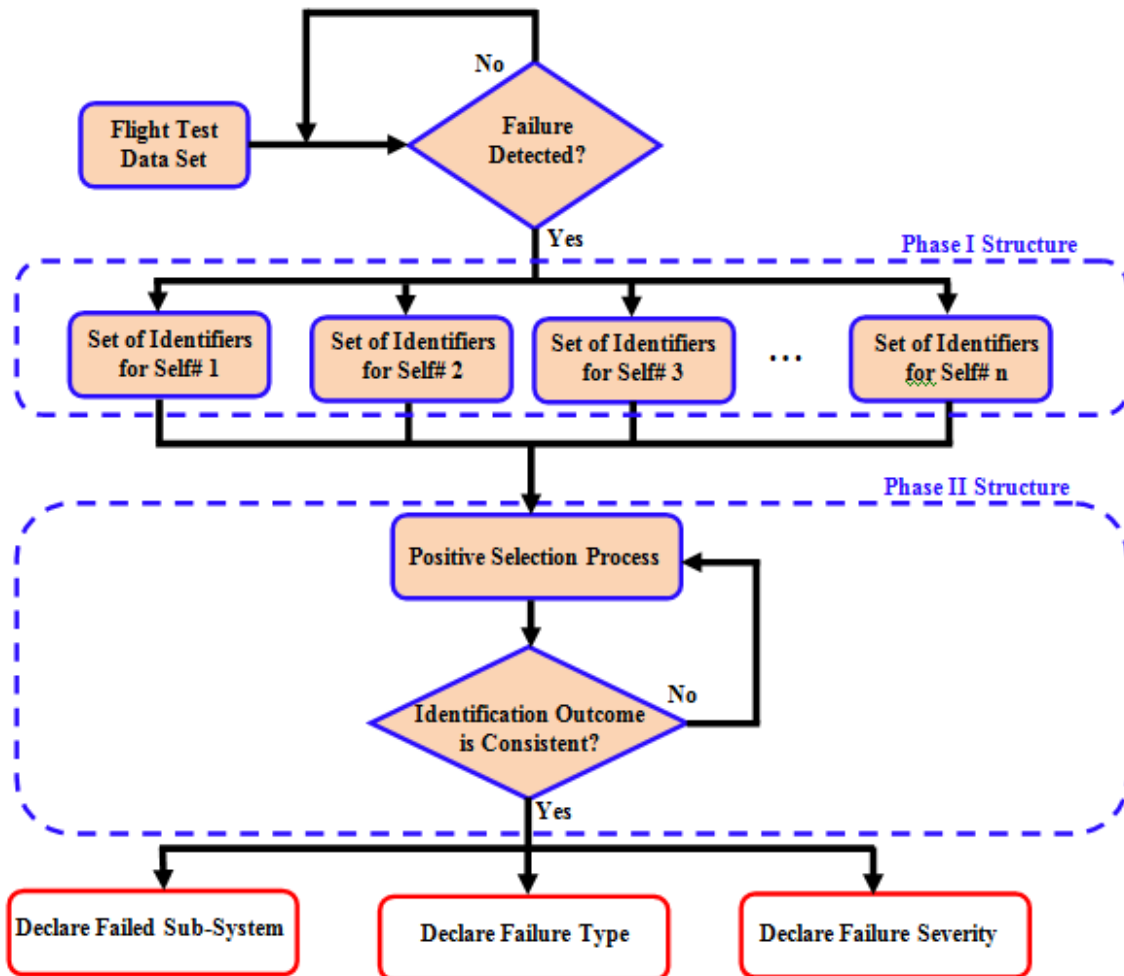 No
Flight Test
Data Set
Failure
Detected?
Yes
Phase I Structure
Set of Identifiers
for Self# 1
Set of Identifiers
for Self# 2
Set of Identifiers
for Self# 3
...
Set of Identifiers
for Self# n
Phase II Structure
Positive Selection Process
No
Identification Outcome
is Consistent?
Yes
Declare Failed Sub-System
Declare Failure Type
Declare Failure Severity